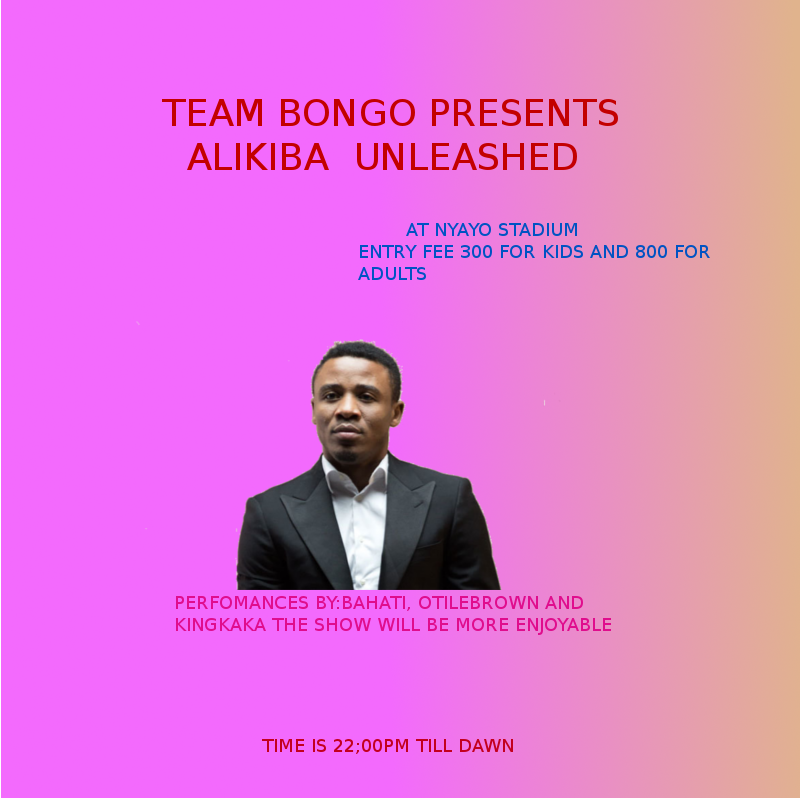 TEAM BONGO PRESENTS
ALIKIBA  UNLEASHED
AT NYAYO STADIUM
ENTRY FEE 300 FOR KIDS AND 800 FOR
ADULTS
PERFOMANCES BY:BAHATI, OTILEBROWN AND
KINGKAKA THE SHOW WILL BE MORE ENJOYABLE
TIME IS 22;00PM TILL DAWN